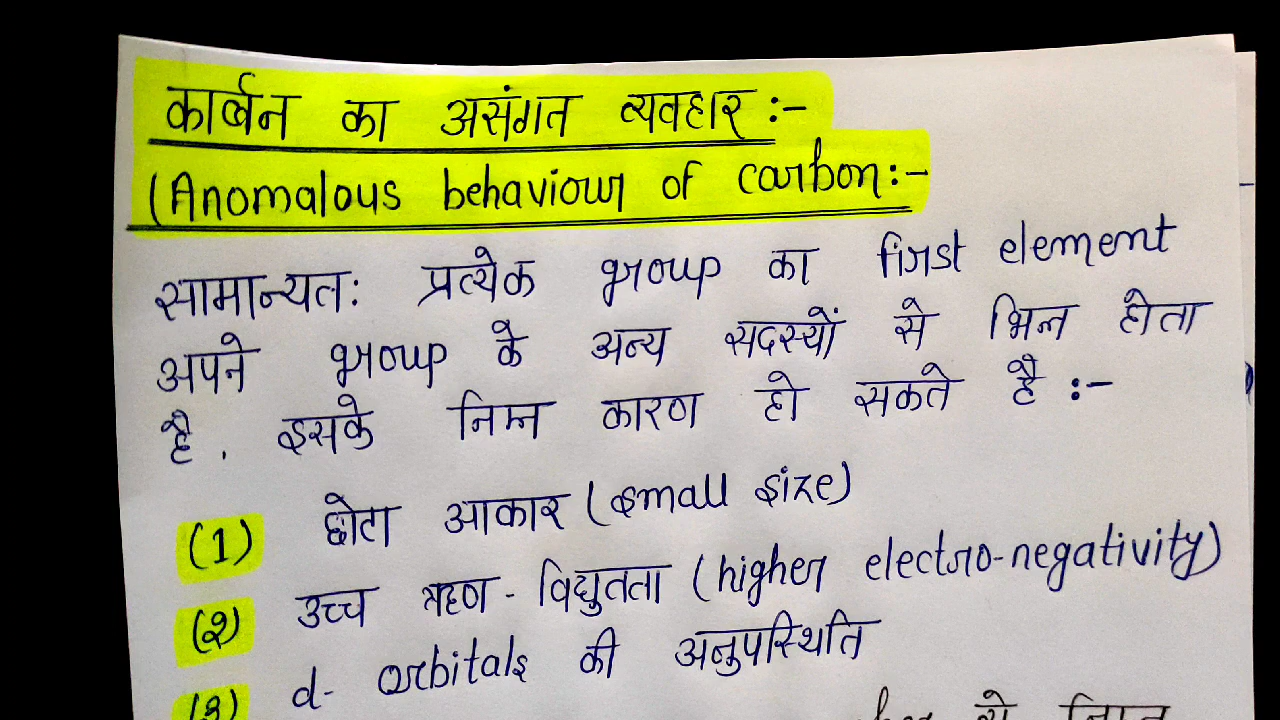 कार्बन का असंगत व्यवहार :-
(Anomalous behaviour of carbon:-
सामान्यतः प्रत्येक group का first element
अपने group के अन्य सदस्यों से भिन्न होता
है. इसके निम्न कारण हो सकते है :-
(1) छोटा आकार (small size)
(2) उच्च ऋण - विद्युतता (higher electro-negativity)
(3) d- orbitals की अनुपस्थिति
से